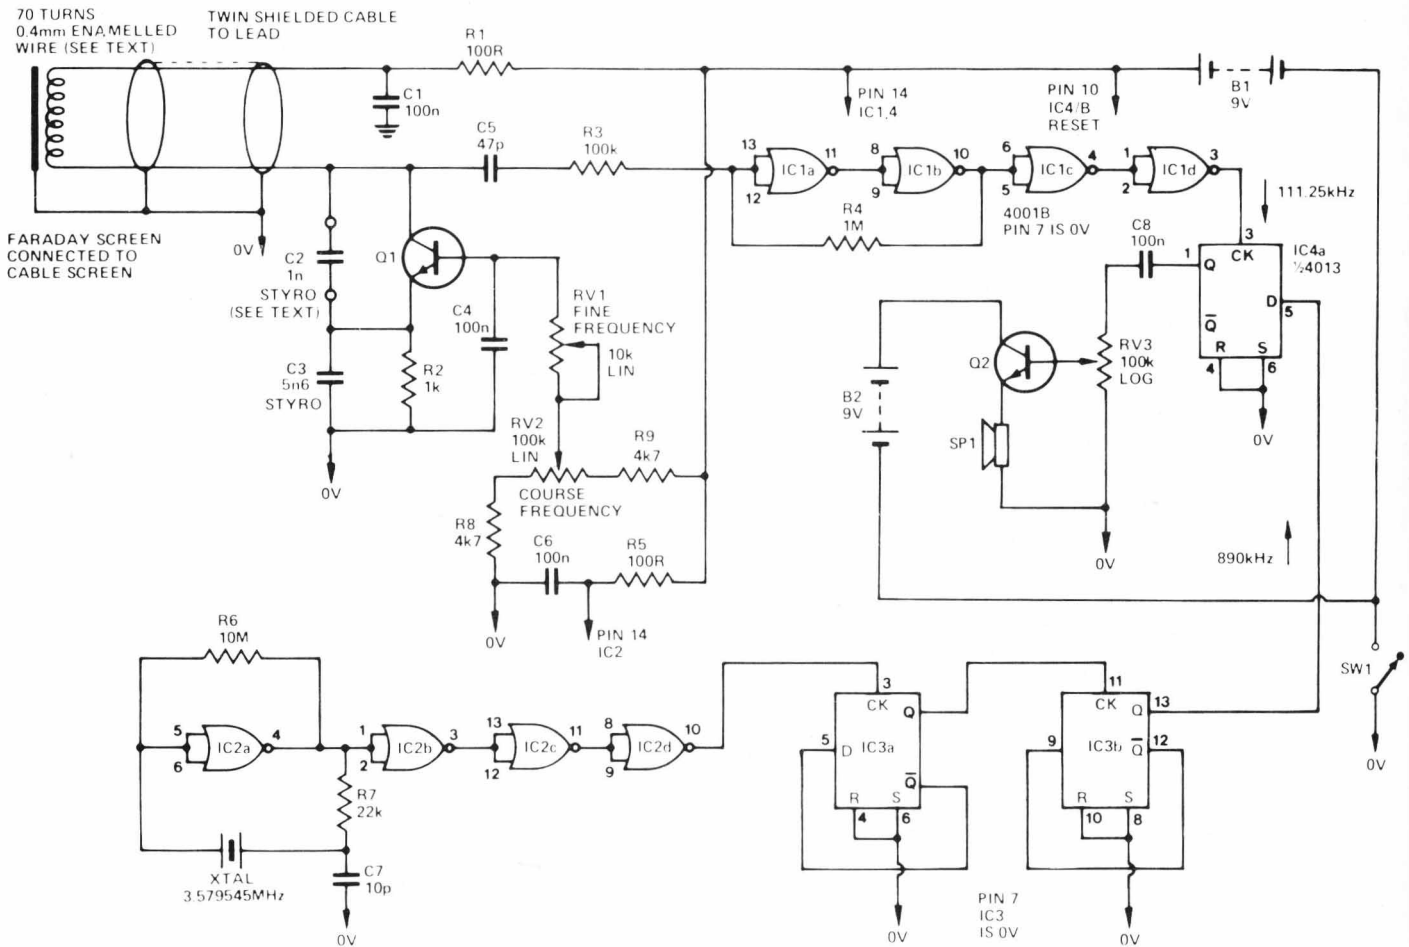 70 TURNS
0.4mm ENAMELLED
WIRE (SEE TEXT)
TWIN SHIELDED CABLE
TO LEAD
R1
100R
C1
100n
PIN 14
IC1,4
PIN 10
IC4/B
RESET
B1
9V
C5
47p
R3
100k
13
12
IC1a
11
8
9
IC1b
10
6
5
IC1c
4
1
2
IC1d
3
R4
1M
4001B
PIN 7 IS 0V
111.25kHz
FARADAY SCREEN
CONNECTED TO
CABLE SCREEN
0V
C2
1n
STYRO
(SEE TEXT)
Q1
C4
100n
RV1
FINE
FREQUENCY
10k
LIN
C8
100n
1
Q
3
CK
IC4a
½4013
D
5
Q̅
R
S
4
6
0V
C3
5n6
STYRO
R2
1k
0V
RV2
100k
LIN
R9
4k7
COURSE
FREQUENCY
B2
9V
Q2
RV3
100k
LOG
SP1
0V
R8
4k7
C6
100n
R5
100R
0V
PIN 14
IC2
890kHz
R6
10M
5
6
IC2a
4
1
2
IC2b
3
13
12
IC2c
11
8
9
IC2d
10
3
CK
Q
5
D
IC3a
Q̅
R
S
4
6
11
CK
Q
13
9
IC3b
Q̅
12
R
S
10
8
SW1
0V
R7
22k
XTAL
3.579545MHz
C7
10p
0V
0V
PIN 7
IC3
IS 0V
0V